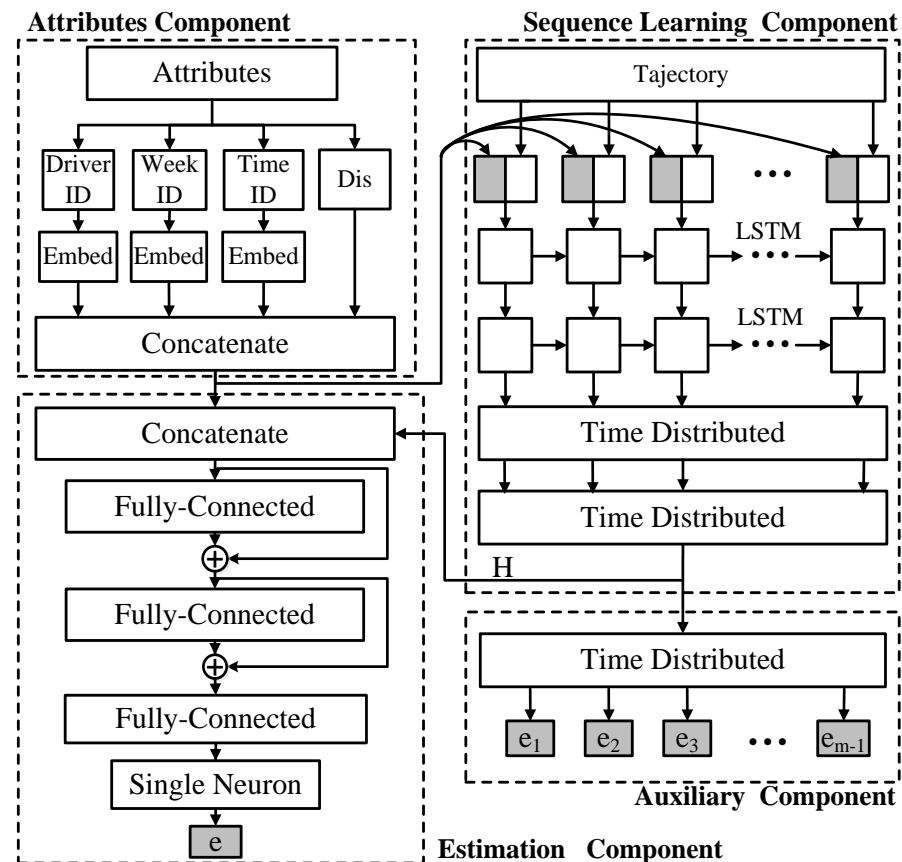 Attributes Component
Attributes
Driver
ID
Week
ID
Time
ID
Dis
Embed
Embed
Embed
Concatenate
Sequence Learning Component
Tajectory
LSTM
LSTM
Time Distributed
Time Distributed
H
Concatenate
Fully-Connected
Fully-Connected
Fully-Connected
Single Neuron
e
Estimation Component
Time Distributed
e1
e2
e3
em-1
Auxiliary Component